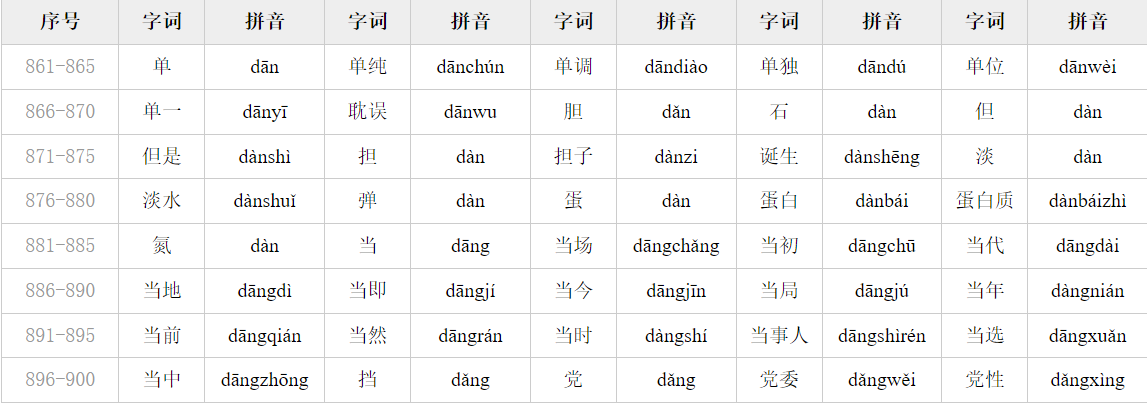 序号 字词 拼音 字词 拼音 字词 拼音 字词 拼音 字词 拼音
861-865 单 dān 单纯 dānchún 单调 dāndiào 单独 dāndú 单位 dānwèi
866-870 单一 dānyī 耽误 dānwu 胆 dǎn 石 dàn 但 dàn
871-875 但是 dànshì 担 dàn 担子 dànzi 诞生 dànshēng 淡 dàn
876-880 淡水 dànshuǐ 弹 dàn 蛋 dàn 蛋白 dànbái 蛋白质 dànbáizhì
881-885 氮 dàn 当 dāng 当场 dāngchǎng 当初 dāngchū 当代 dāngdài
886-890 当地 dāngdì 当即 dāngjí 当今 dāngjīn 当局 dāngjú 当年 dàngnián
891-895 当前 dāngqián 当然 dāngrán 当时 dàngshí 当事人 dāngshìrén 当选 dāngxuǎn
896-900 当中 dāngzhōng 挡 dǎng 党 dǎng 党委 dǎngwěi 党性 dǎngxìng